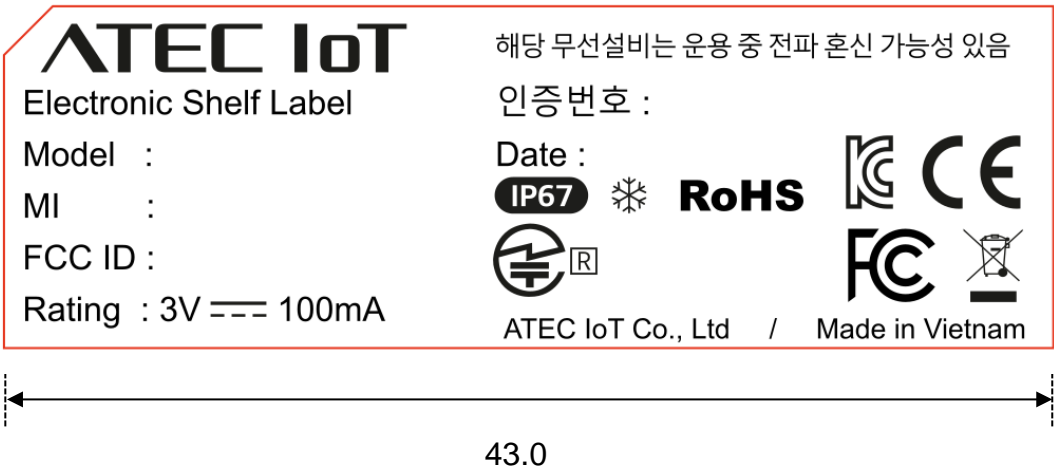 ATEC IoT
Electronic Shelf Label
Model :
MI :
FCC ID :
Rating : 3V 100mA
해당 무선설비는 운용 중 전파 혼신 가능성 있음
인증번호 :
Date :
IP67 RoHS
CE
R
FC
ATEC IoT Co., Ltd / Made in Vietnam
43.0